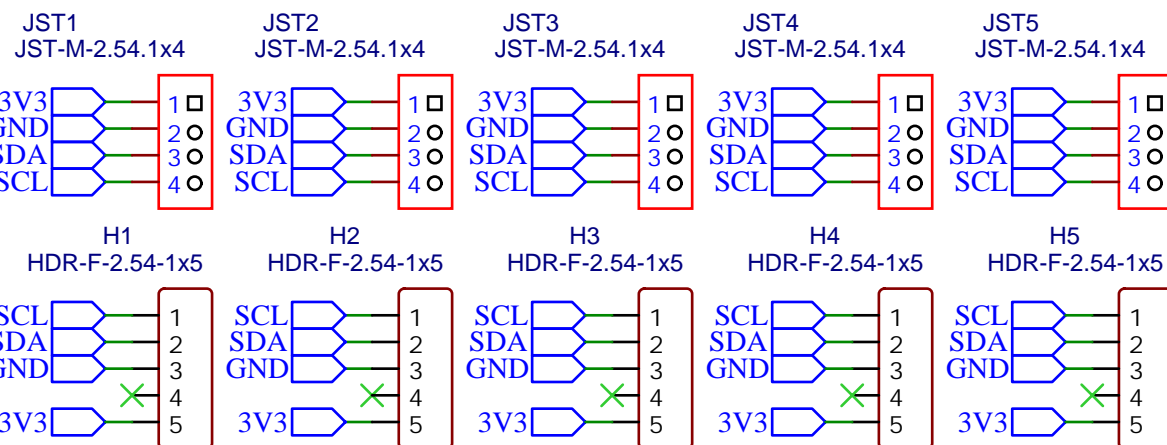 JST1 JST2 JST3 JST4 JST5
JST-M-2.54.1x4 JST-M-2.54.1x4 JST-M-2.54.1x4 JST-M-2.54.1x4 JST-M-2.54.1x4
3V3 1 3V3 1 3V3 1 3V3 1 3V3 1
GND 2 GND 2 GND 2 GND 2 GND 2
SDA 3 SDA 3 SDA 3 SDA 3 SDA 3
SCL 4 SCL 4 SCL 4 SCL 4 SCL 4
H1 H2 H3 H4 H5
HDR-F-2.54-1x5 HDR-F-2.54-1x5 HDR-F-2.54-1x5 HDR-F-2.54-1x5 HDR-F-2.54-1x5
SCL 1 SCL 1 SCL 1 SCL 1 SCL 1
SDA 2 SDA 2 SDA 2 SDA 2 SDA 2
GND 3 GND 3 GND 3 GND 3 GND 3
4 4 4 4 4
3V3 5 3V3 5 3V3 5 3V3 5 3V3 5